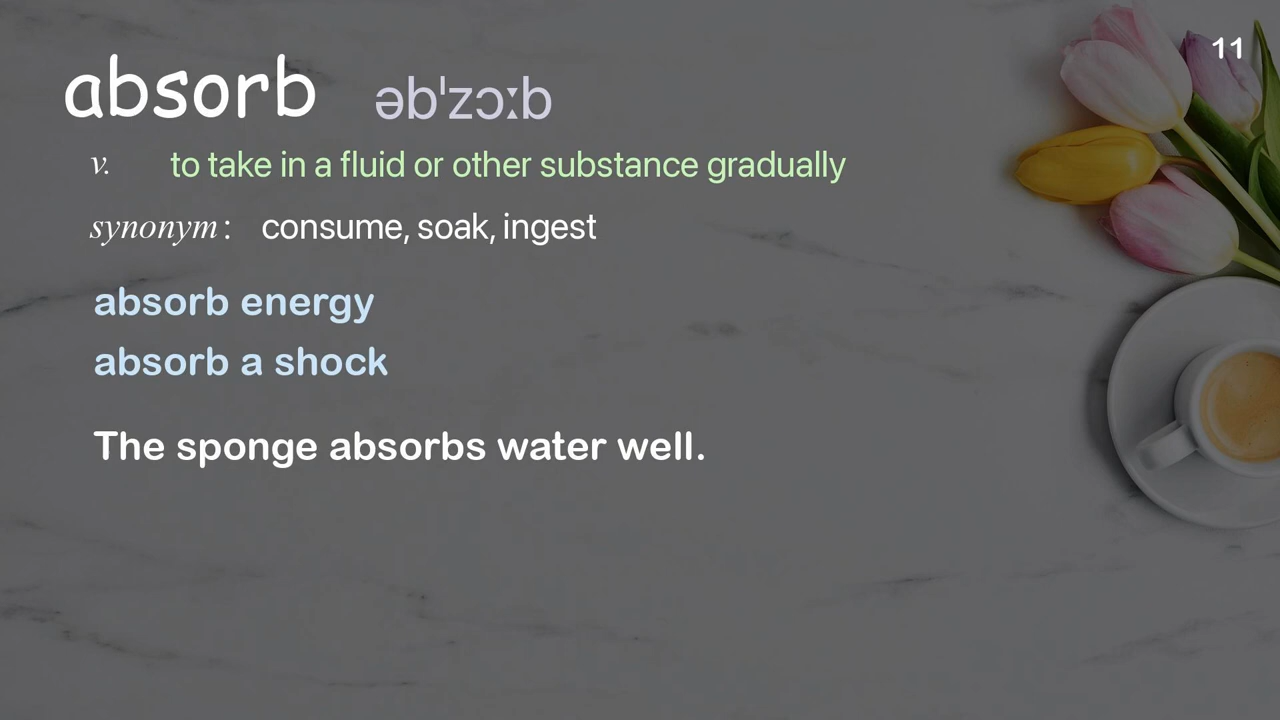 11
absorb əbˈzɔːb
v. to take in a fluid or other substance gradually
synonym: consume, soak, ingest
absorb energy
absorb a shock
The sponge absorbs water well.